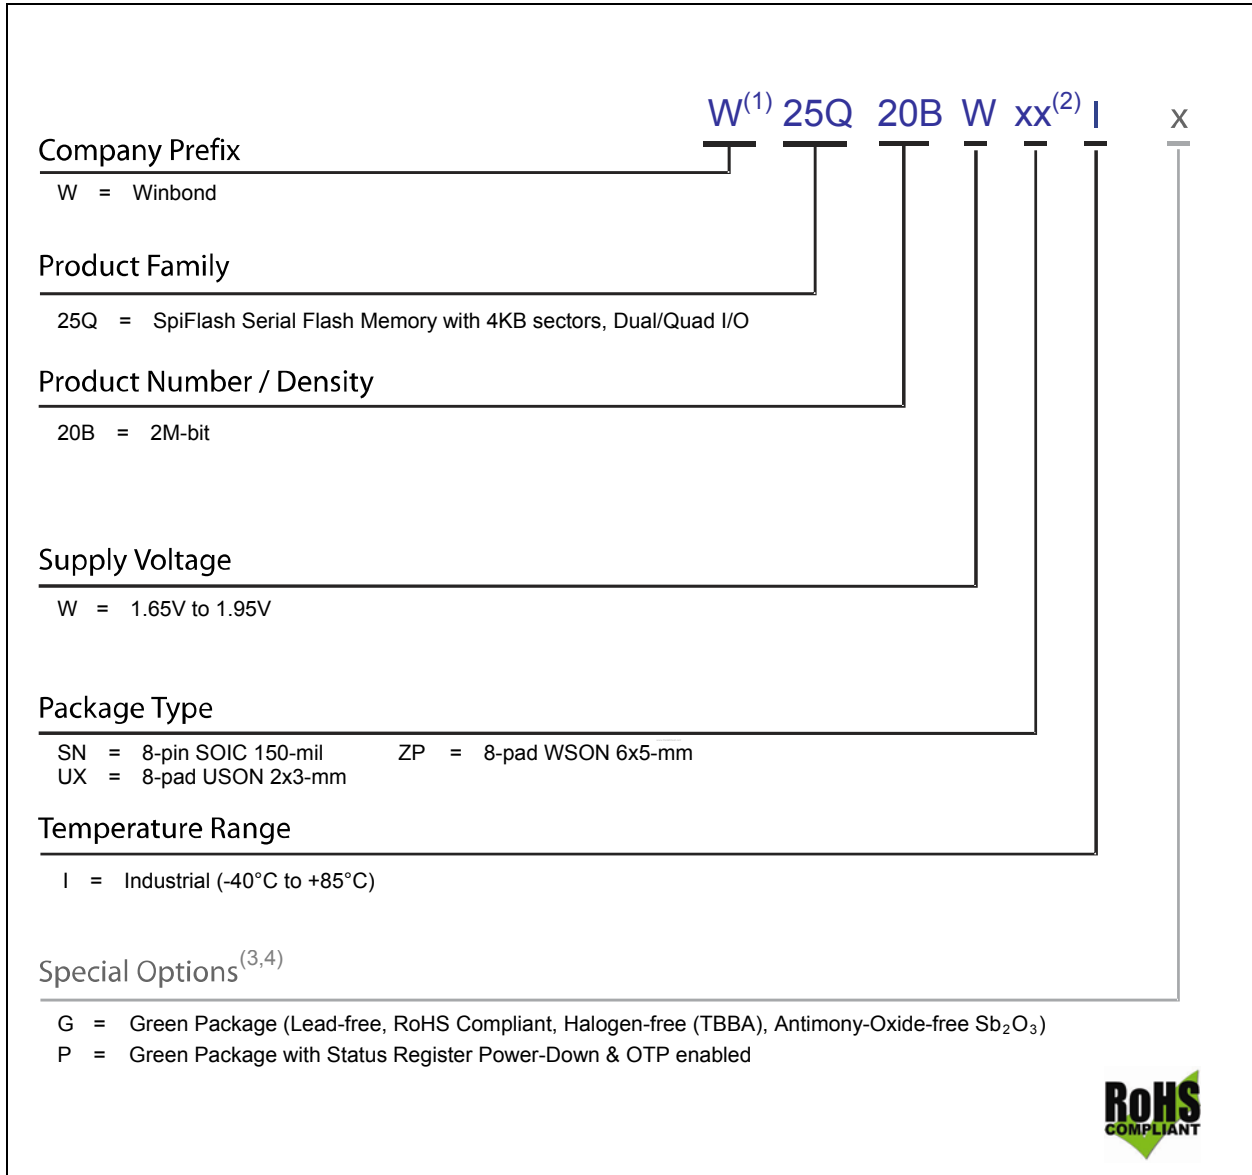 W(1) 25Q 20B W xx(2) I x
Company Prefix
W = Winbond
Product Family
25Q = SpiFlash Serial Flash Memory with 4KB sectors, Dual/Quad I/O
Product Number / Density
20B = 2M-bit
Supply Voltage
W = 1.65V to 1.95V
Package Type
SN = 8-pin SOIC 150-mil ZP = 8-pad WSON 6x5-mm
UX = 8-pad USON 2x3-mm
Temperature Range
I = Industrial (-40°C to +85°C)
Special Options(3,4)
G = Green Package (Lead-free, RoHS Compliant, Halogen-free (TBBA), Antimony-Oxide-free Sb₂O₃)
P = Green Package with Status Register Power-Down & OTP enabled
RoHS
COMPLIANT